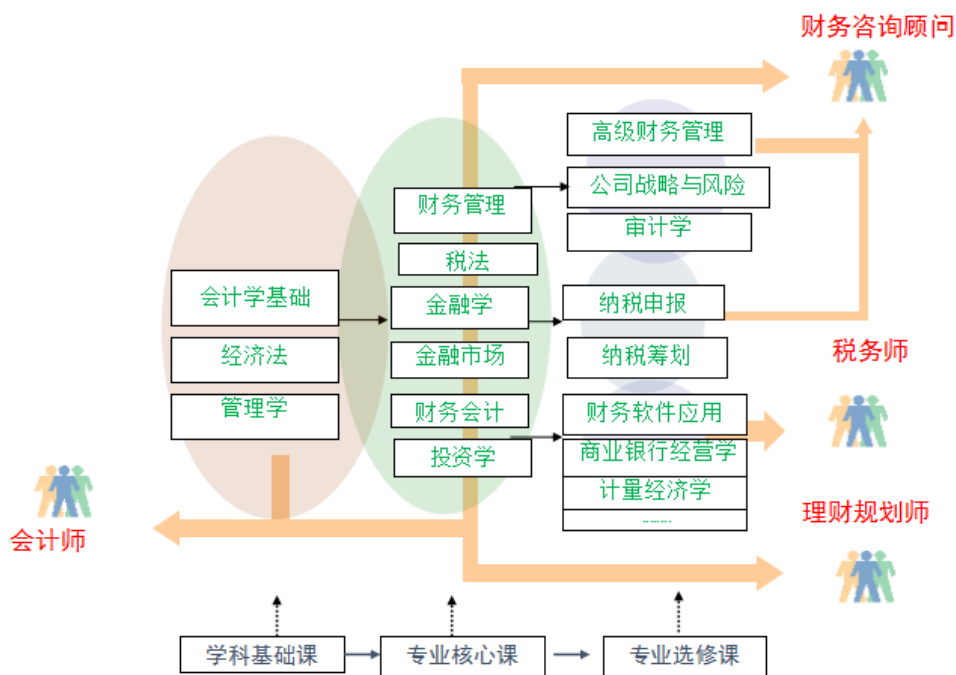 财务咨询顾问
高级财务管理
公司战略与风险
财务管理
审计学
税法
会计学基础
金融学
纳税申报
经济法
金融市场
纳税筹划
税务师
管理学
财务会计
财务软件应用
投资学
商业银行经营学
计量经济学
........
会计师
理财规划师
学科基础课
专业核心课
专业选修课